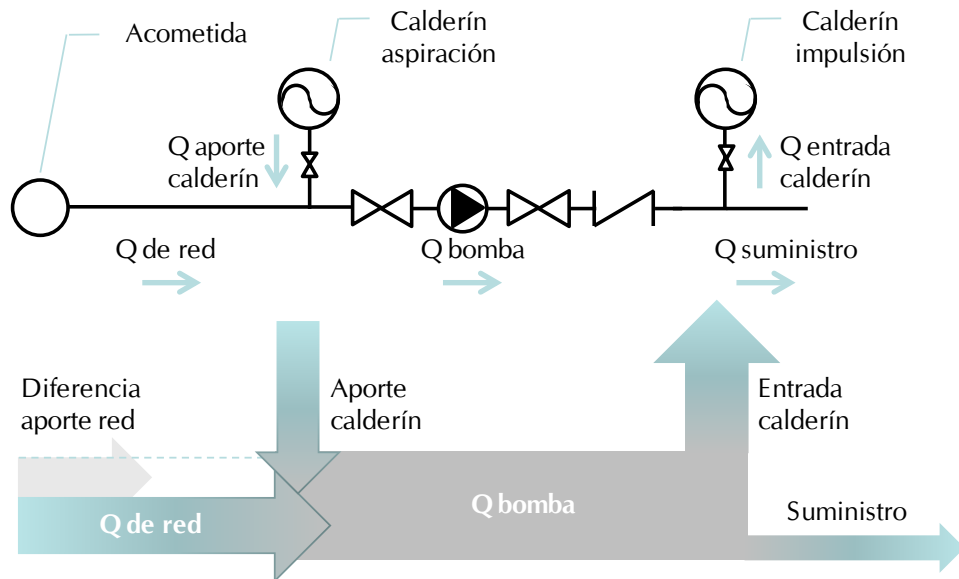 Acometida
Calderín
aspiración
Calderín
impulsión
Q aporte
calderín
Q entrada
calderín
Q de red
Q bomba
Q suministro
Diferencia
aporte red
Aporte
calderín
Entrada
calderín
Q de red
Q bomba
Suministro